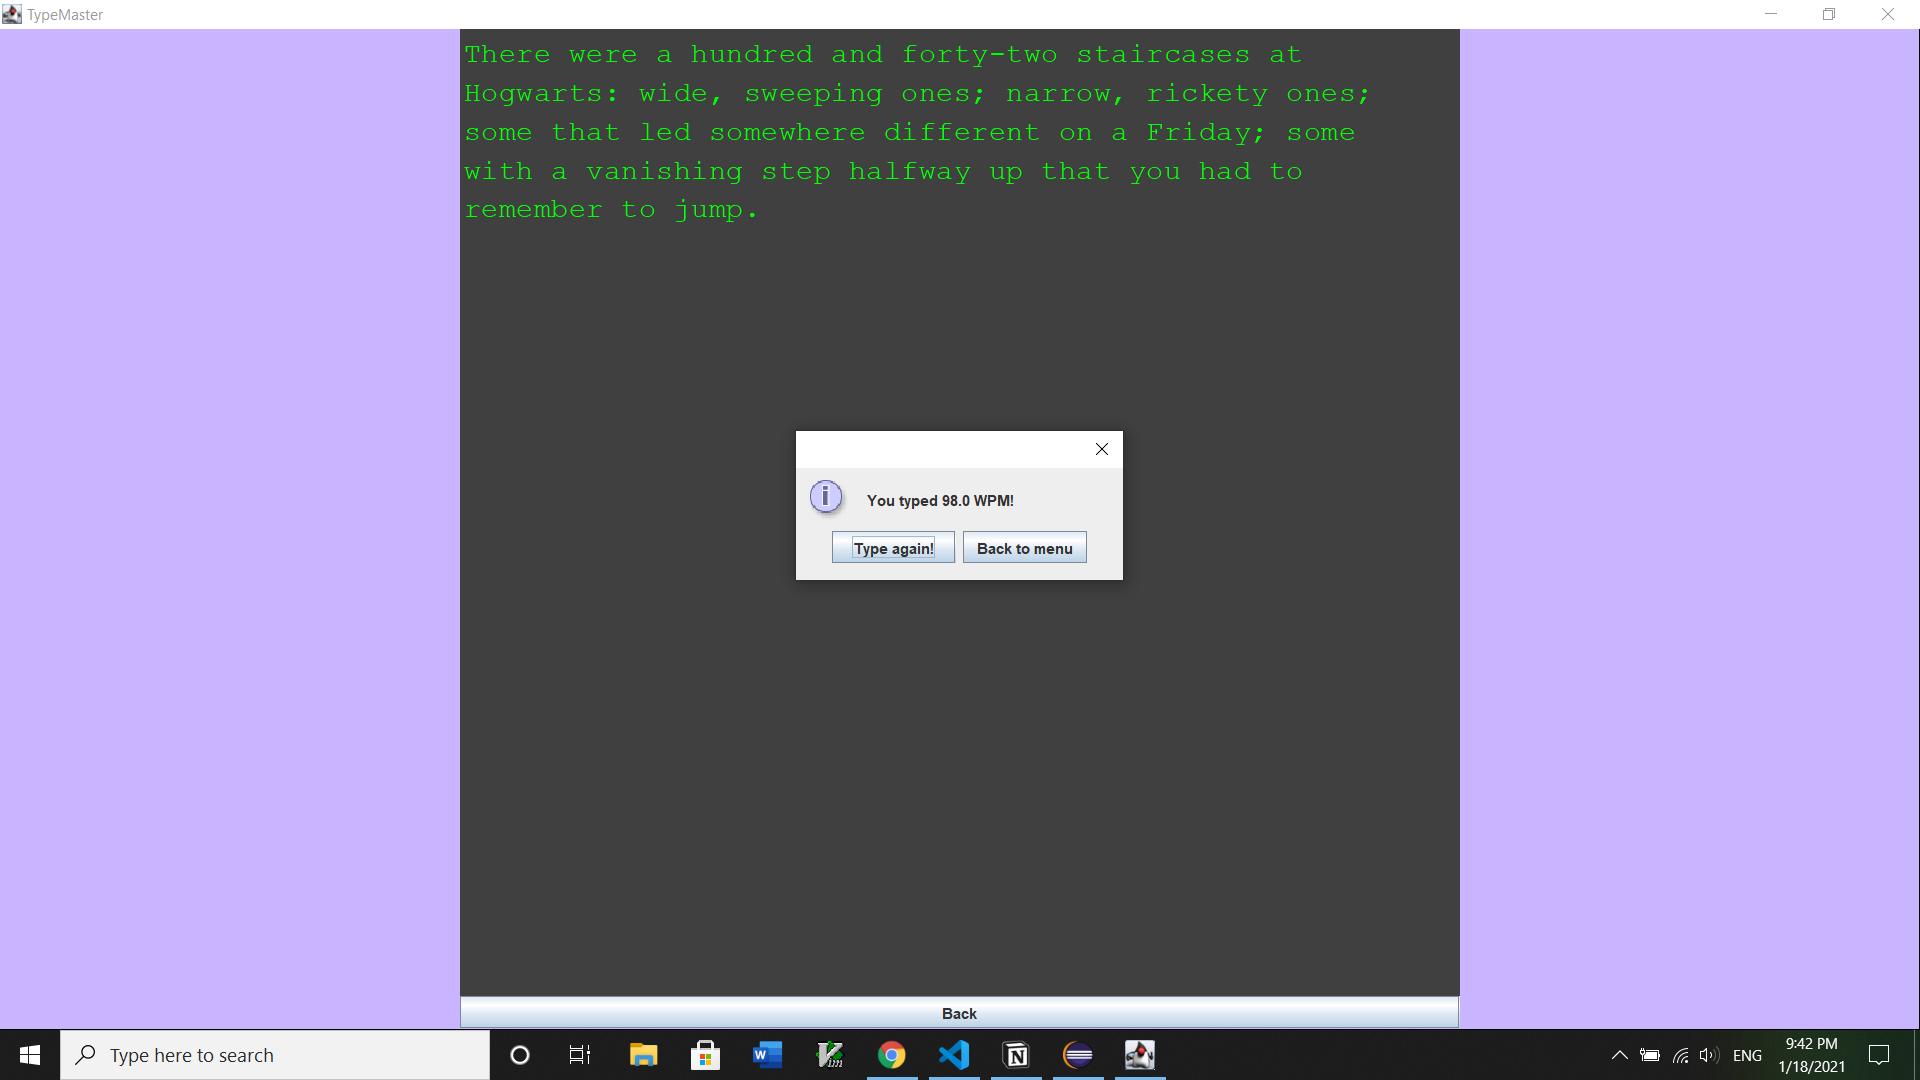 TypeMaster
There were a hundred and forty-two staircases at
Hogwarts: wide, sweeping ones; narrow, rickety ones;
some that led somewhere different on a Friday; some
with a vanishing step halfway up that you had to
remember to jump.
You typed 98.0 WPM!
Type again! Back to menu
Back
Type here to search
ENG
9:42 PM
1/18/2021